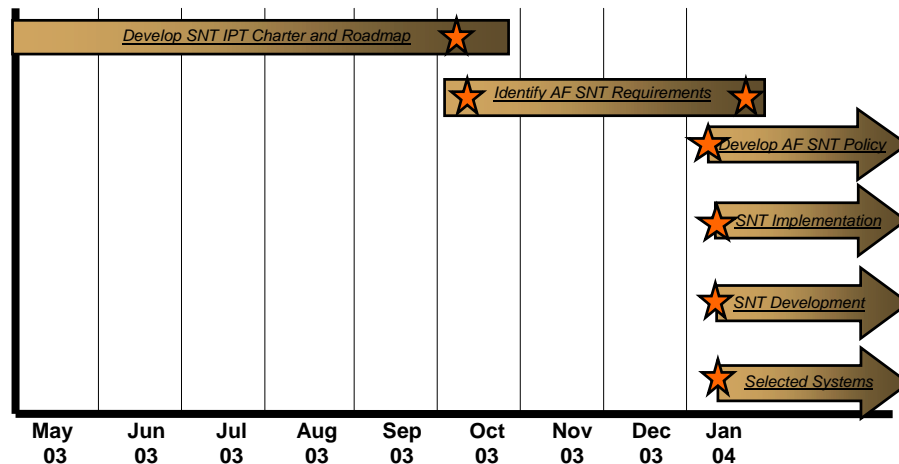 Develop SNT IPT Charter and Roadmap
Identify AF SNT Requirements
Develop AF SNT Policy
SNT Implementation
SNT Development
Selected Systems
May Jun Jul Aug Sep Oct Nov Dec Jan
03 03 03 03 03 03 03 03 04